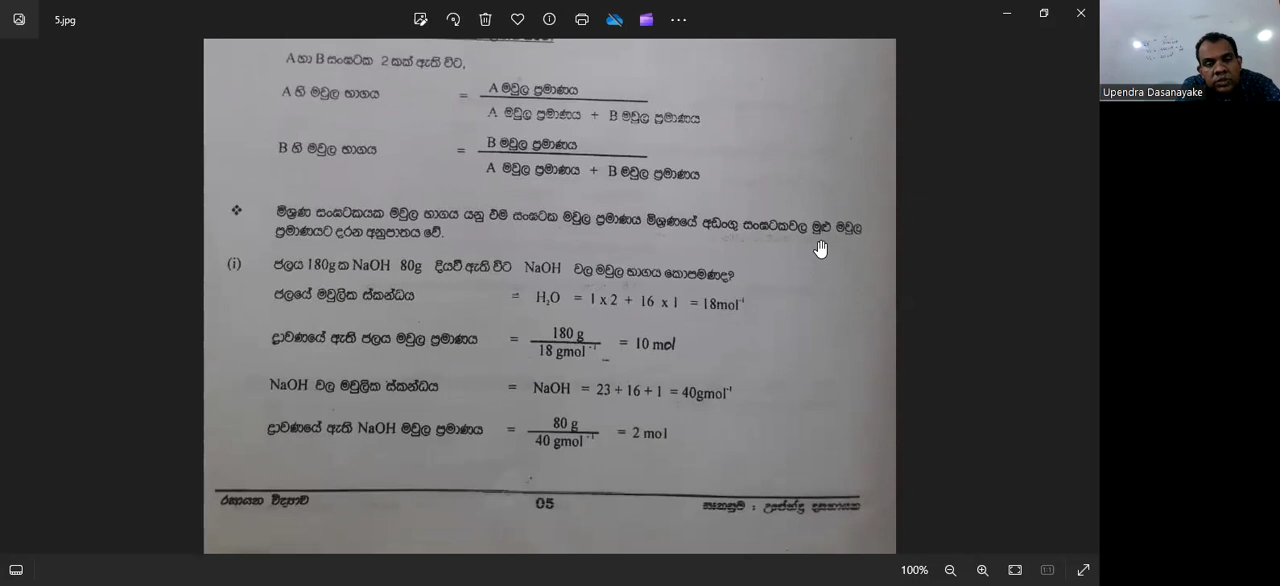 5.jpg
Upendra Dasanayake
A හා B සංඝටක 2 කක් ඇති විට,
A හි මවුල භාගය = A මවුල ප්‍රමාණය
A මවුල ප්‍රමාණය + B මවුල ප්‍රමාණය
B හි මවුල භාගය = B මවුල ප්‍රමාණය
A මවුල ප්‍රමාණය + B මවුල ප්‍රමාණය
❖ මිශ්‍රණ සංඝටකයක මවුල භාගය යනු එම සංඝටක මවුල ප්‍රමාණය මිශ්‍රණයේ අඩංගු සංඝටකවල මුළු මවුල
ප්‍රමාණයට දරන අනුපාතය වේ.
(i) ජලය 180g ක NaOH 80g දියවී ඇති විට NaOH වල මවුල භාගය කොපමණද?
ජලයේ මවුලික ස්කන්ධය = H₂O = 1 x 2 + 16 x 1 = 18mol⁻¹
ද්‍රාවණයේ ඇති ජලය මවුල ප්‍රමාණය = 180 g / 18 gmol⁻¹ = 10 mol
NaOH වල මවුලික ස්කන්ධය = NaOH = 23 + 16 + 1 = 40gmol⁻¹
ද්‍රාවණයේ ඇති NaOH මවුල ප්‍රමාණය = 80 g / 40 gmol⁻¹ = 2 mol
රසායන විද්‍යාව 05 සැකසුම : උපේන්ද්‍ර දසනායක
100%